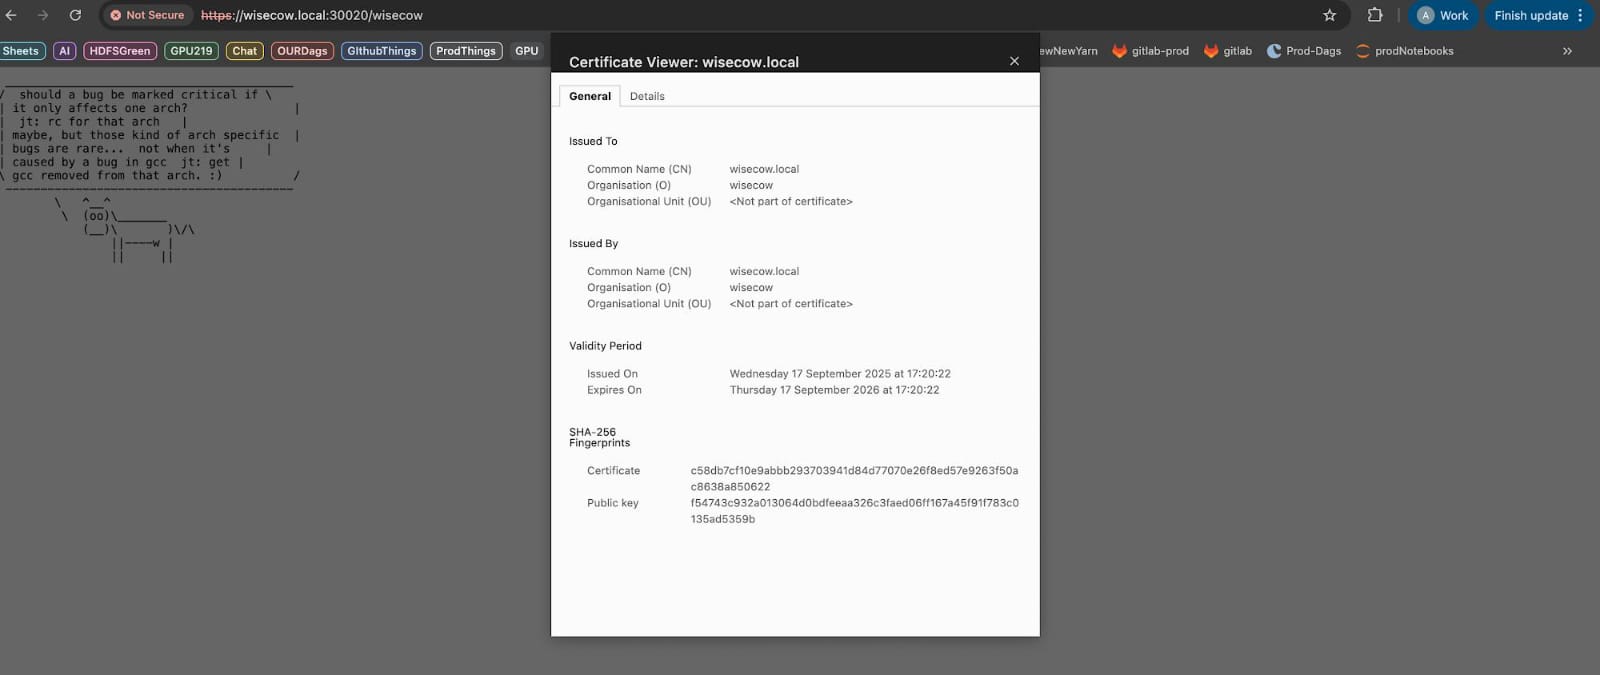 Not Secure https://wisecow.local:30020/wisecow A Work Finish update
Sheets AI HDFSGreen GPU219 Chat OURDags GIthubThings ProdThings GPU ewNewYarn gitlab-prod gitlab Prod-Dags prodNotebooks »
________________________________________
/  should a bug be marked critical if \
| it only affects one arch?               |
|  jt: rc for that arch   |
| maybe, but those kind of arch specific  |
| bugs are rare...  not when it's     |
| caused by a bug in gcc  jt: get |
\ gcc removed from that arch. :)          /
-----------------------------------------
        \   ^__^
         \  (oo)\_______
            (__)\       )\/\
                ||----w |
                ||     ||
Certificate Viewer: wisecow.local
General Details
Issued To
Common Name (CN) wisecow.local
Organisation (O) wisecow
Organisational Unit (OU) <Not part of certificate>
Issued By
Common Name (CN) wisecow.local
Organisation (O) wisecow
Organisational Unit (OU) <Not part of certificate>
Validity Period
Issued On Wednesday 17 September 2025 at 17:20:22
Expires On Thursday 17 September 2026 at 17:20:22
SHA-256
Fingerprints
Certificate c58db7cf10e9abbb293703941d84d77070e26f8ed57e9263f50a
c8638a850622
Public key f54743c932a013064d0bdfeeaa326c3faed06ff167a45f91f783c0
135ad5359b